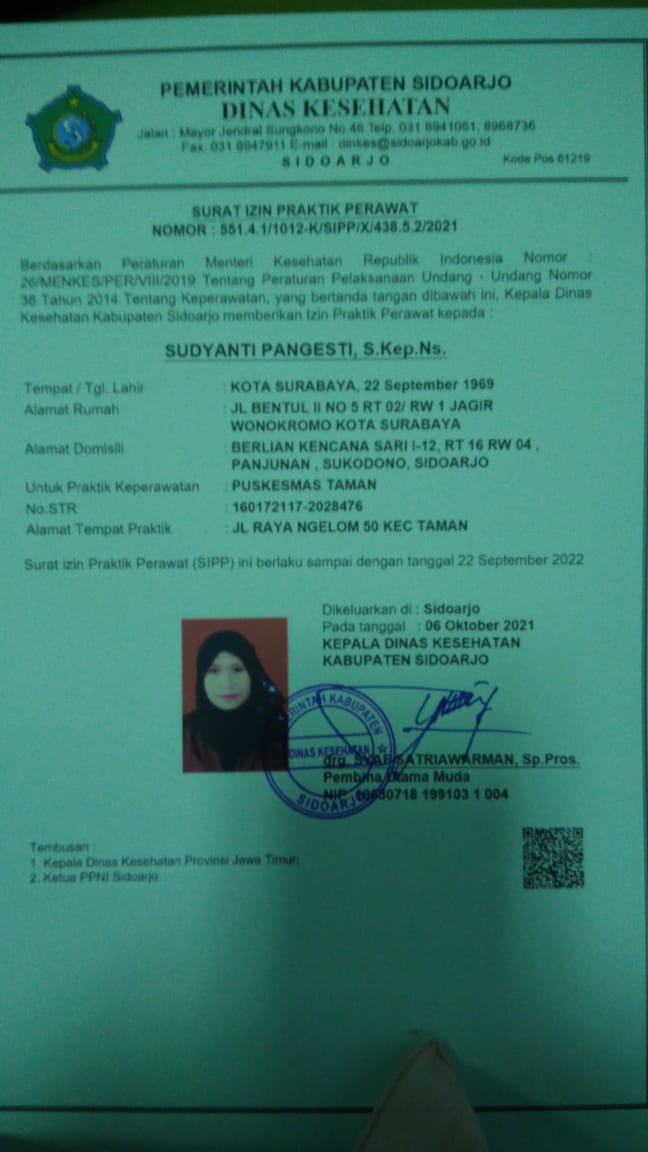 PEMERINTAH KABUPATEN SIDOARJO
DINAS KESEHATAN
Jalan : Mayor Jendral Sungkono No.46 Telp. 031 8941051, 8968736
Fax. 031 8947911 E-mail : dinkes@sidoarjokab.go.id
SIDOARJO
Kode Pos 61219
SURAT IZIN PRAKTIK PERAWAT
NOMOR : 551.4.1/1012-K/SIPP/X/438.5.2/2021
Berdasarkan Peraturan Menteri Kesehatan Republik Indonesia Nomor :
26/MENKES/PER/VIII/2019 Tentang Peraturan Pelaksanaan Undang - Undang Nomor
38 Tahun 2014 Tentang Keperawatan, yang bertanda tangan dibawah ini, Kepala Dinas
Kesehatan Kabupaten Sidoarjo memberikan Izin Praktik Perawat kepada :
SUDYANTI PANGESTI, S.Kep.Ns.
Tempat / Tgl. Lahir : KOTA SURABAYA, 22 September 1969
Alamat Rumah : JL BENTUL II NO 5 RT 02/ RW 1 JAGIR
WONOKROMO KOTA SURABAYA
Alamat Domisili : BERLIAN KENCANA SARI I-12, RT 16 RW 04 ,
PANJUNAN , SUKODONO, SIDOARJO
Untuk Praktik Keperawatan : PUSKESMAS TAMAN
No.STR : 160172117-2028476
Alamat Tempat Praktik : JL RAYA NGELOM 50 KEC TAMAN
Surat izin Praktik Perawat (SIPP) ini berlaku sampai dengan tanggal 22 September 2022
Dikeluarkan di : Sidoarjo
Pada tanggal : 06 Oktober 2021
KEPALA DINAS KESEHATAN
KABUPATEN SIDOARJO
DINAS KESEHATAN
SIDOARJO
drg. SYAF SATRIAWARMAN, Sp.Pros.
Pembina Utama Muda
NIP. 19630718 199103 1 004
Tembusan :
1. Kepala Dinas Kesehatan Provinsi Jawa Timur;
2. Ketua PPNI Sidoarjo.